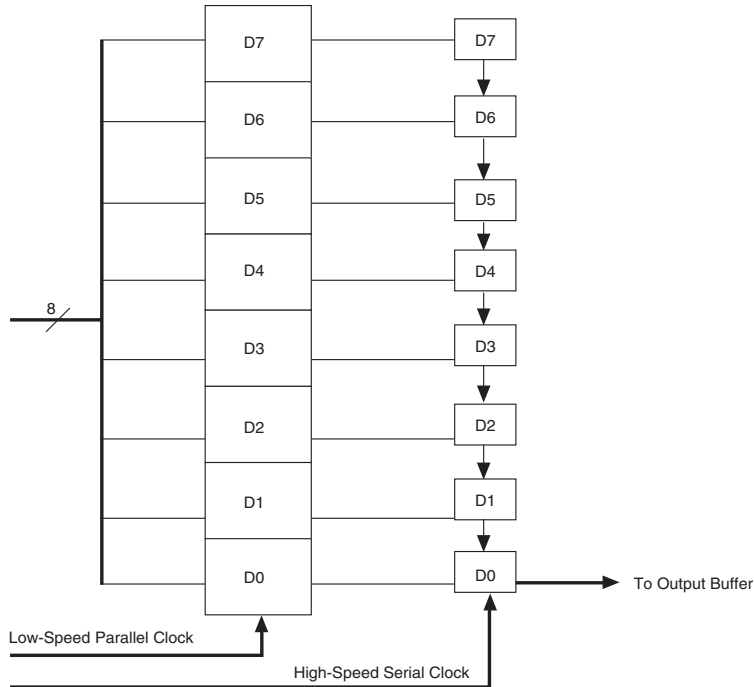 D7
D7
D6
D6
D5
D5
D4
D4
8
D3
D3
D2
D2
D1
D1
D0
D0
To Output Buffer
Low-Speed Parallel Clock
High-Speed Serial Clock